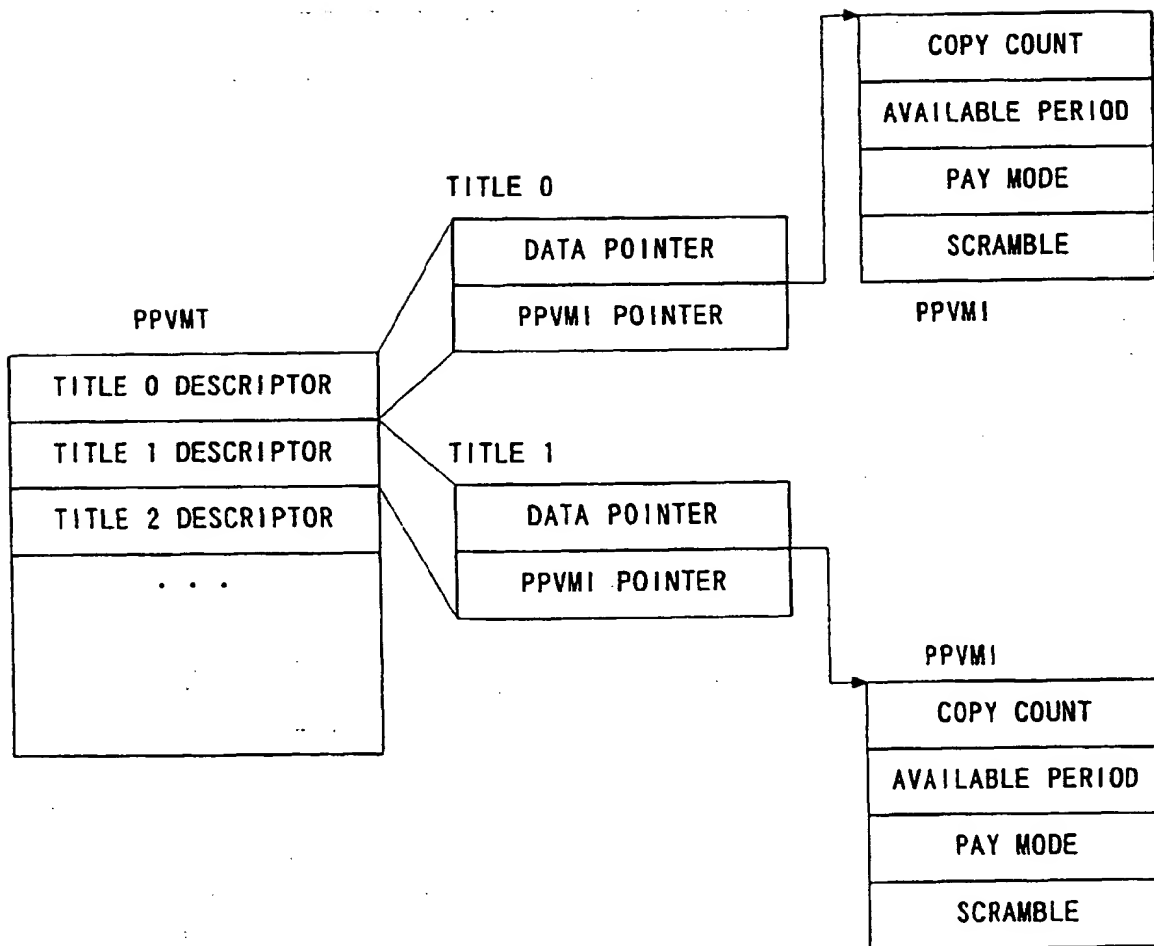 COPY COUNT
AVAILABLE PERIOD
PAY MODE
SCRAMBLE
PPVMI
TITLE 0
DATA POINTER
PPVMI POINTER
PPVMT
TITLE 0 DESCRIPTOR
TITLE 1 DESCRIPTOR
TITLE 2 DESCRIPTOR
. . .
TITLE 1
DATA POINTER
PPVMI POINTER
PPVMI
COPY COUNT
AVAILABLE PERIOD
PAY MODE
SCRAMBLE